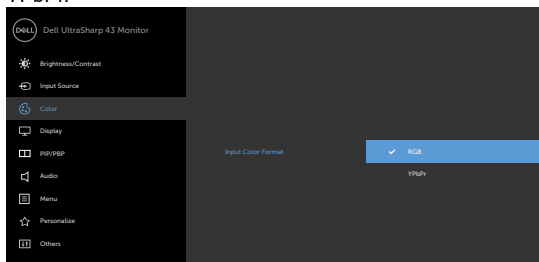 DELL Dell UltraSharp 43 Monitor
Brightness/Contrast
Input Source
Color
Display
PIP/PBP
Input Color Format
RGB
YPbPr
Audio
Menu
Personalize
Others